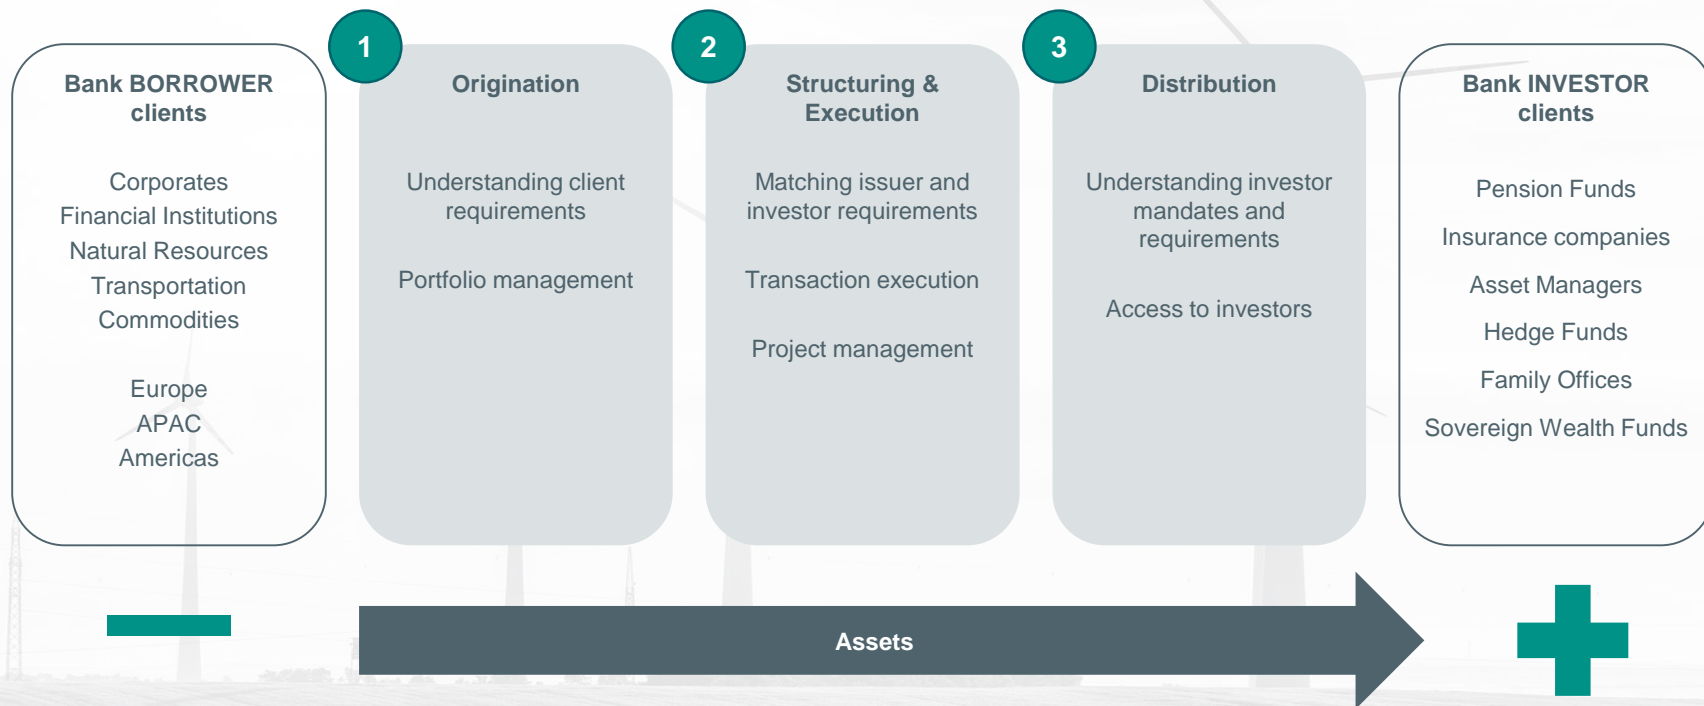 Bank BORROWER
clients
Corporates
Financial Institutions
Natural Resources
Transportation
Commodities
Europe
APAC
Americas
1
Origination
Understanding client
requirements
Portfolio management
2
Structuring &
Execution
Matching issuer and
investor requirements
Transaction execution
Project management
3
Distribution
Understanding investor
mandates and
requirements
Access to investors
Bank INVESTOR
clients
Pension Funds
Insurance companies
Asset Managers
Hedge Funds
Family Offices
Sovereign Wealth Funds
Assets